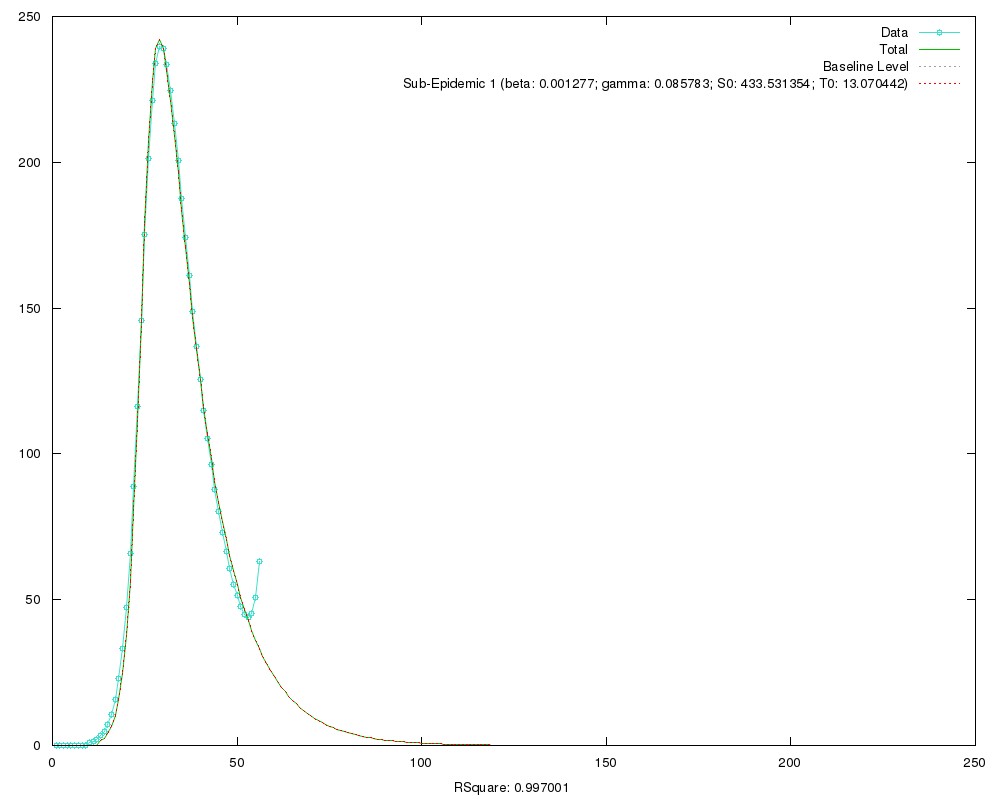 250
200
150
100
50
0
0 50 100 150 200 250
Data
Total
Baseline Level
Sub-Epidemic 1 (beta: 0.001277; gamma: 0.085783; S0: 433.531354; T0: 13.070442)
RSquare: 0.997001